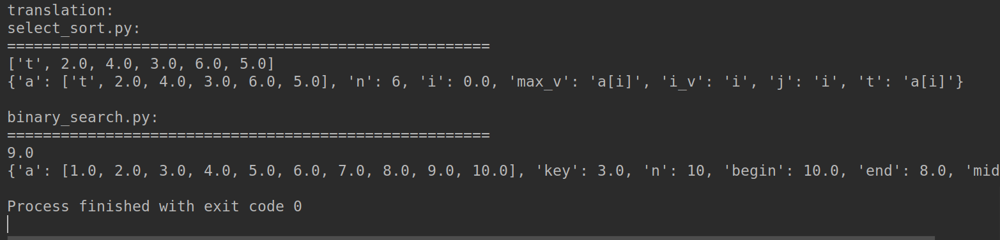 translation:
select_sort.py:
======================================================
['t', 2.0, 4.0, 3.0, 6.0, 5.0]
{'a': ['t', 2.0, 4.0, 3.0, 6.0, 5.0], 'n': 6, 'i': 0.0, 'max_v': 'a[i]', 'i_v': 'i', 'j': 'i', 't': 'a[i]'}
binary_search.py:
======================================================
9.0
{'a': [1.0, 2.0, 3.0, 4.0, 5.0, 6.0, 7.0, 8.0, 9.0, 10.0], 'key': 3.0, 'n': 10, 'begin': 10.0, 'end': 8.0, 'mid
Process finished with exit code 0